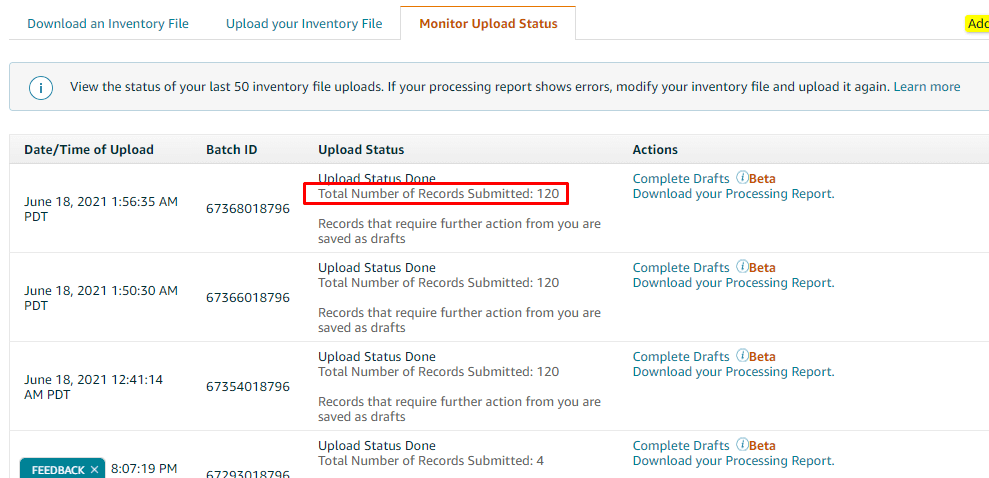 Download an Inventory File
Upload your Inventory File
Monitor Upload Status
Add
View the status of your last 50 inventory file uploads. If your processing report shows errors, modify your inventory file and upload it again. Learn more
Date/Time of Upload
Batch ID
Upload Status
Actions
June 18, 2021 1:56:35 AM
PDT
67368018796
Upload Status Done
Total Number of Records Submitted: 120
Records that require further action from you are
saved as drafts
Complete Drafts i Beta
Download your Processing Report.
June 18, 2021 1:50:30 AM
PDT
67366018796
Upload Status Done
Total Number of Records Submitted: 120
Records that require further action from you are
saved as drafts
Complete Drafts i Beta
Download your Processing Report.
June 18, 2021 12:41:14
AM PDT
67354018796
Upload Status Done
Total Number of Records Submitted: 120
Records that require further action from you are
saved as drafts
Complete Drafts i Beta
Download your Processing Report.
FEEDBACK ×
8:07:19 PM
67293018796
Upload Status Done
Total Number of Records Submitted: 4
Complete Drafts i Beta
Download your Processing Report.